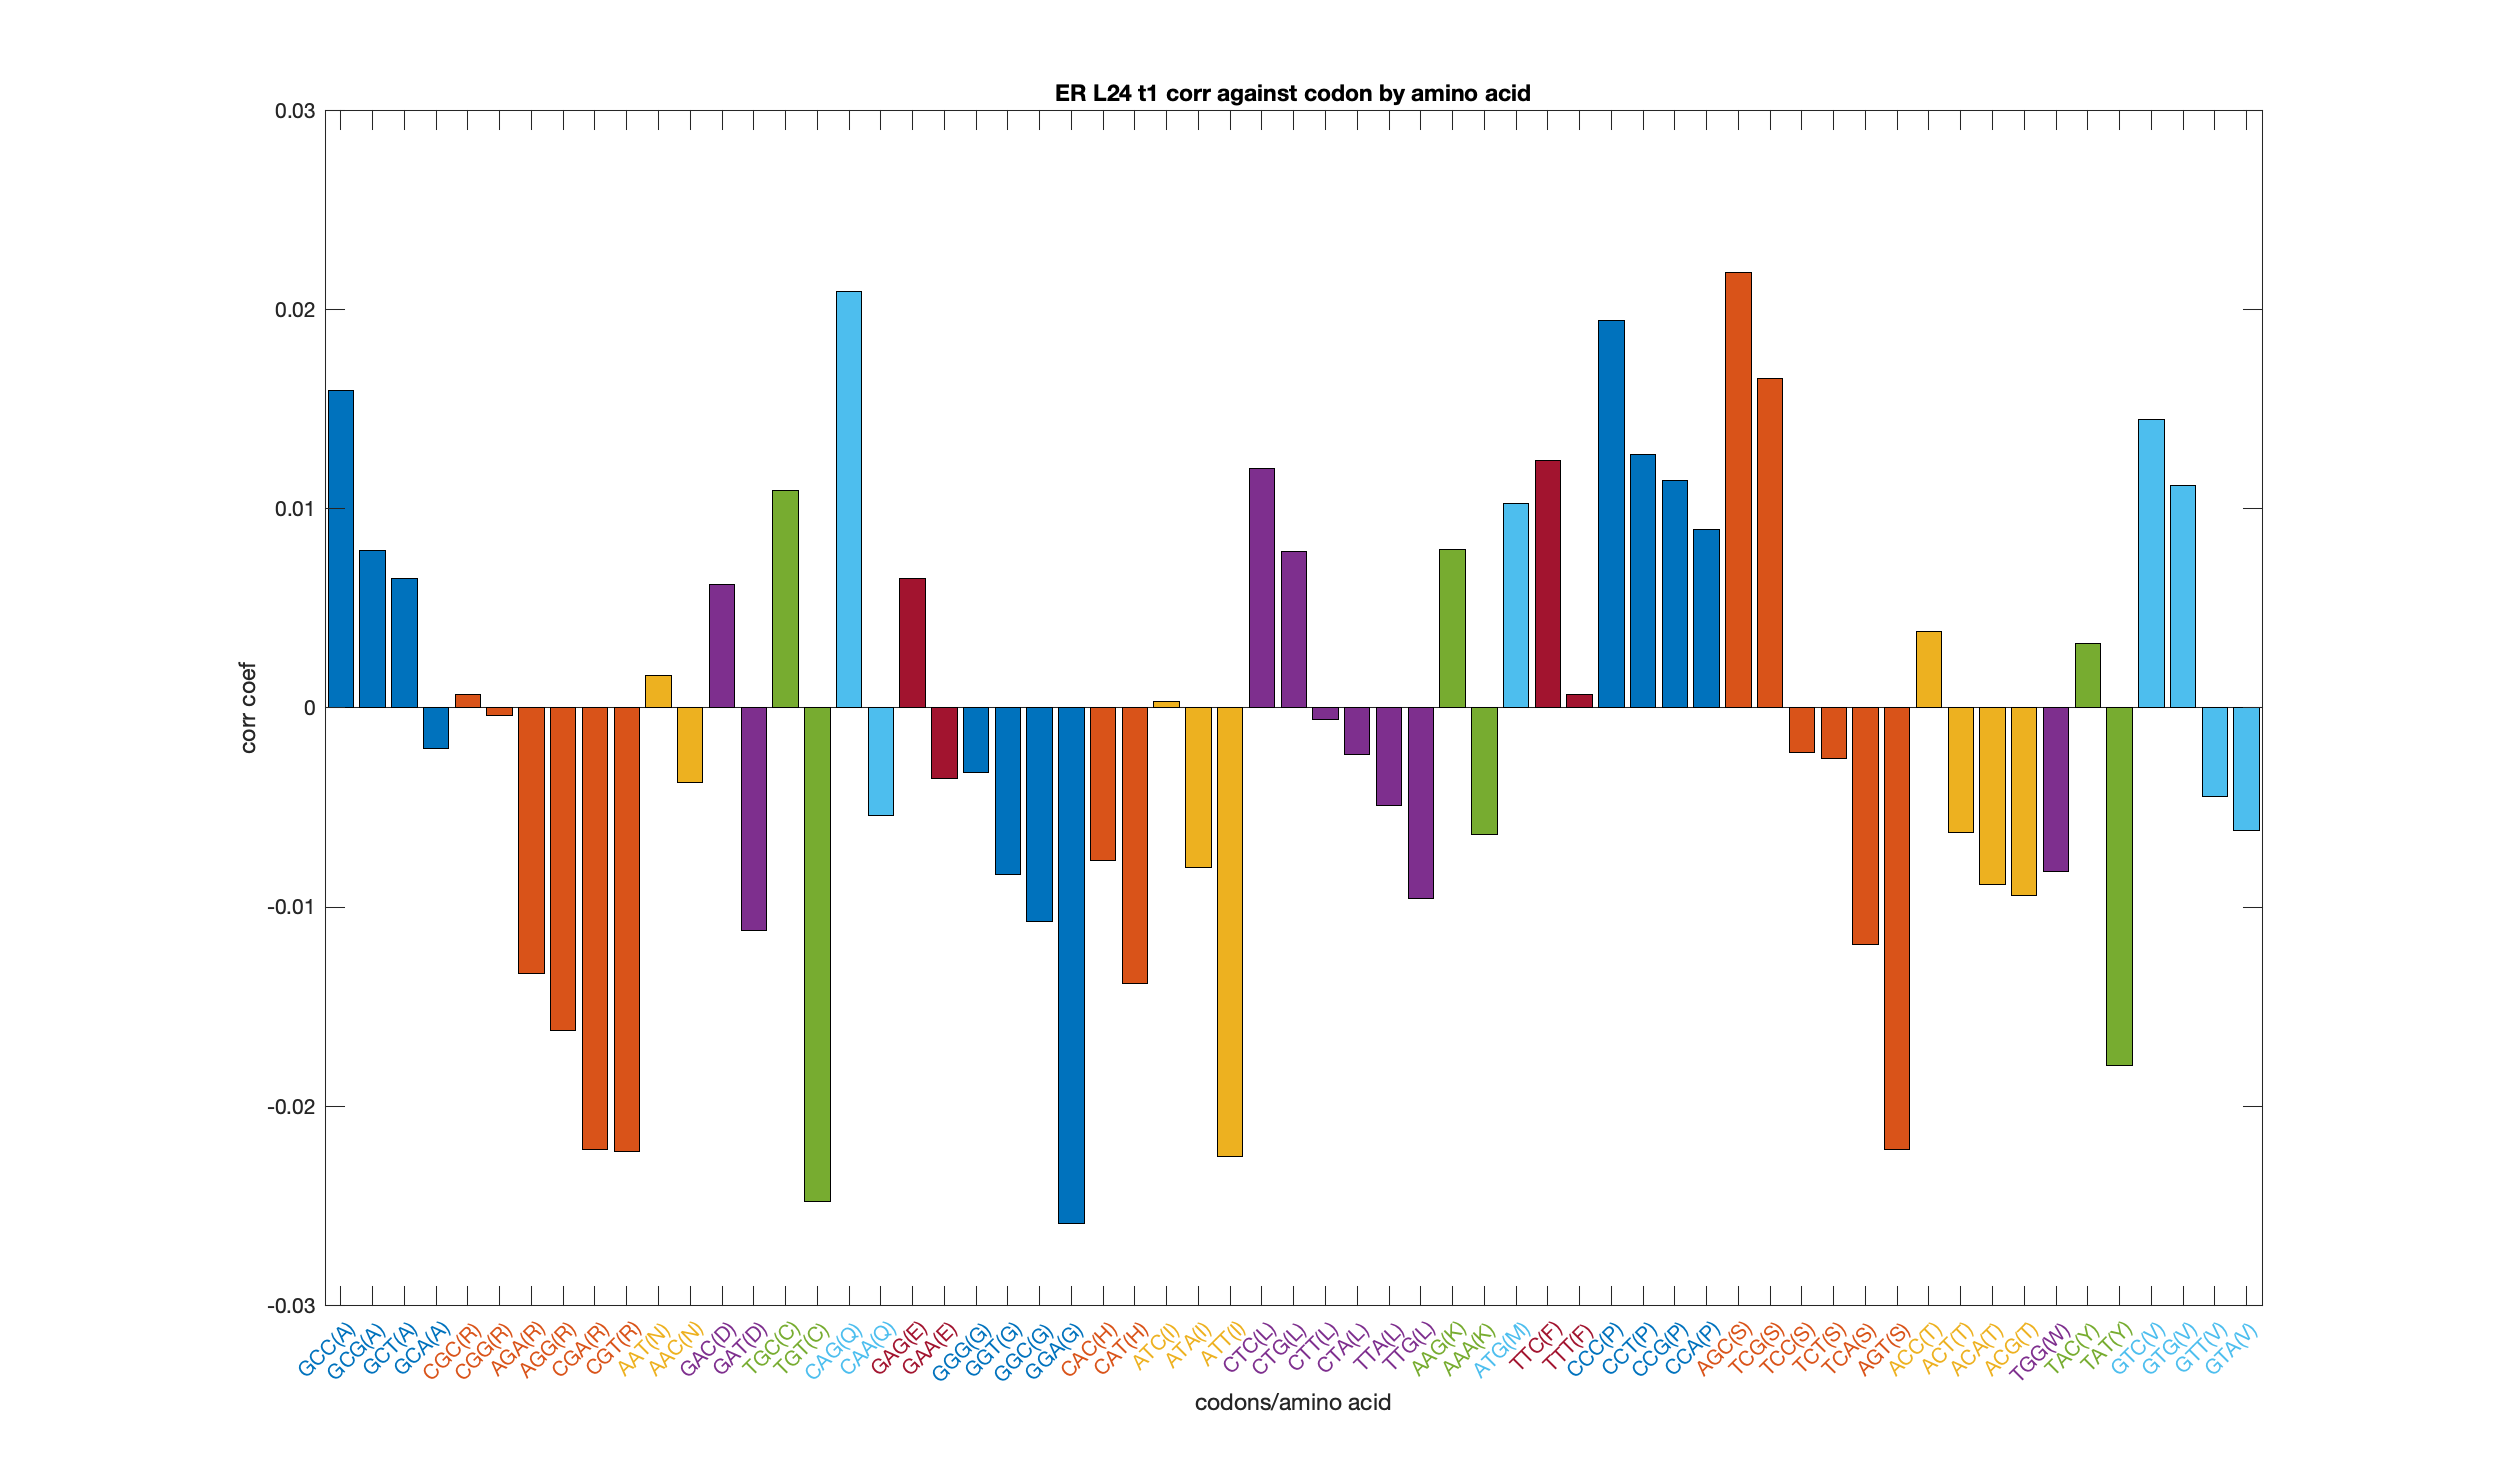 ER L24 t1 corr against codon by amino acid
0.03
0.02
0.01
0
-0.01
-0.02
-0.03
corr coef
GCC(A) GCG(A) GCT(A) GCA(A) CGC(R) CGG(R) AGA(R) AGG(R) CGA(R) CGT(R) AAT(N) AAC(N) GAC(D) GAT(D) TGC(C) TGT(C) CAG(Q) CAA(Q) GAG(E) GAA(E) GGG(G) GGT(G) GGC(G) GGA(G) CAC(H) CAT(H) ATC(I) ATA(I) ATT(I) CTC(L) CTG(L) CTT(L) CTA(L) TTA(L) TTG(L) AAG(K) AAA(K) ATG(M) TTC(F) TTT(F) CCC(P) CCT(P) CCG(P) CCA(P) AGC(S) TCG(S) TCC(S) TCT(S) TCA(S) AGT(S) ACC(T) ACT(T) ACA(T) ACG(T) TGG(W) TAC(Y) TAT(Y) GTC(V) GTG(V) GTT(V) GTA(V)
codons/amino acid